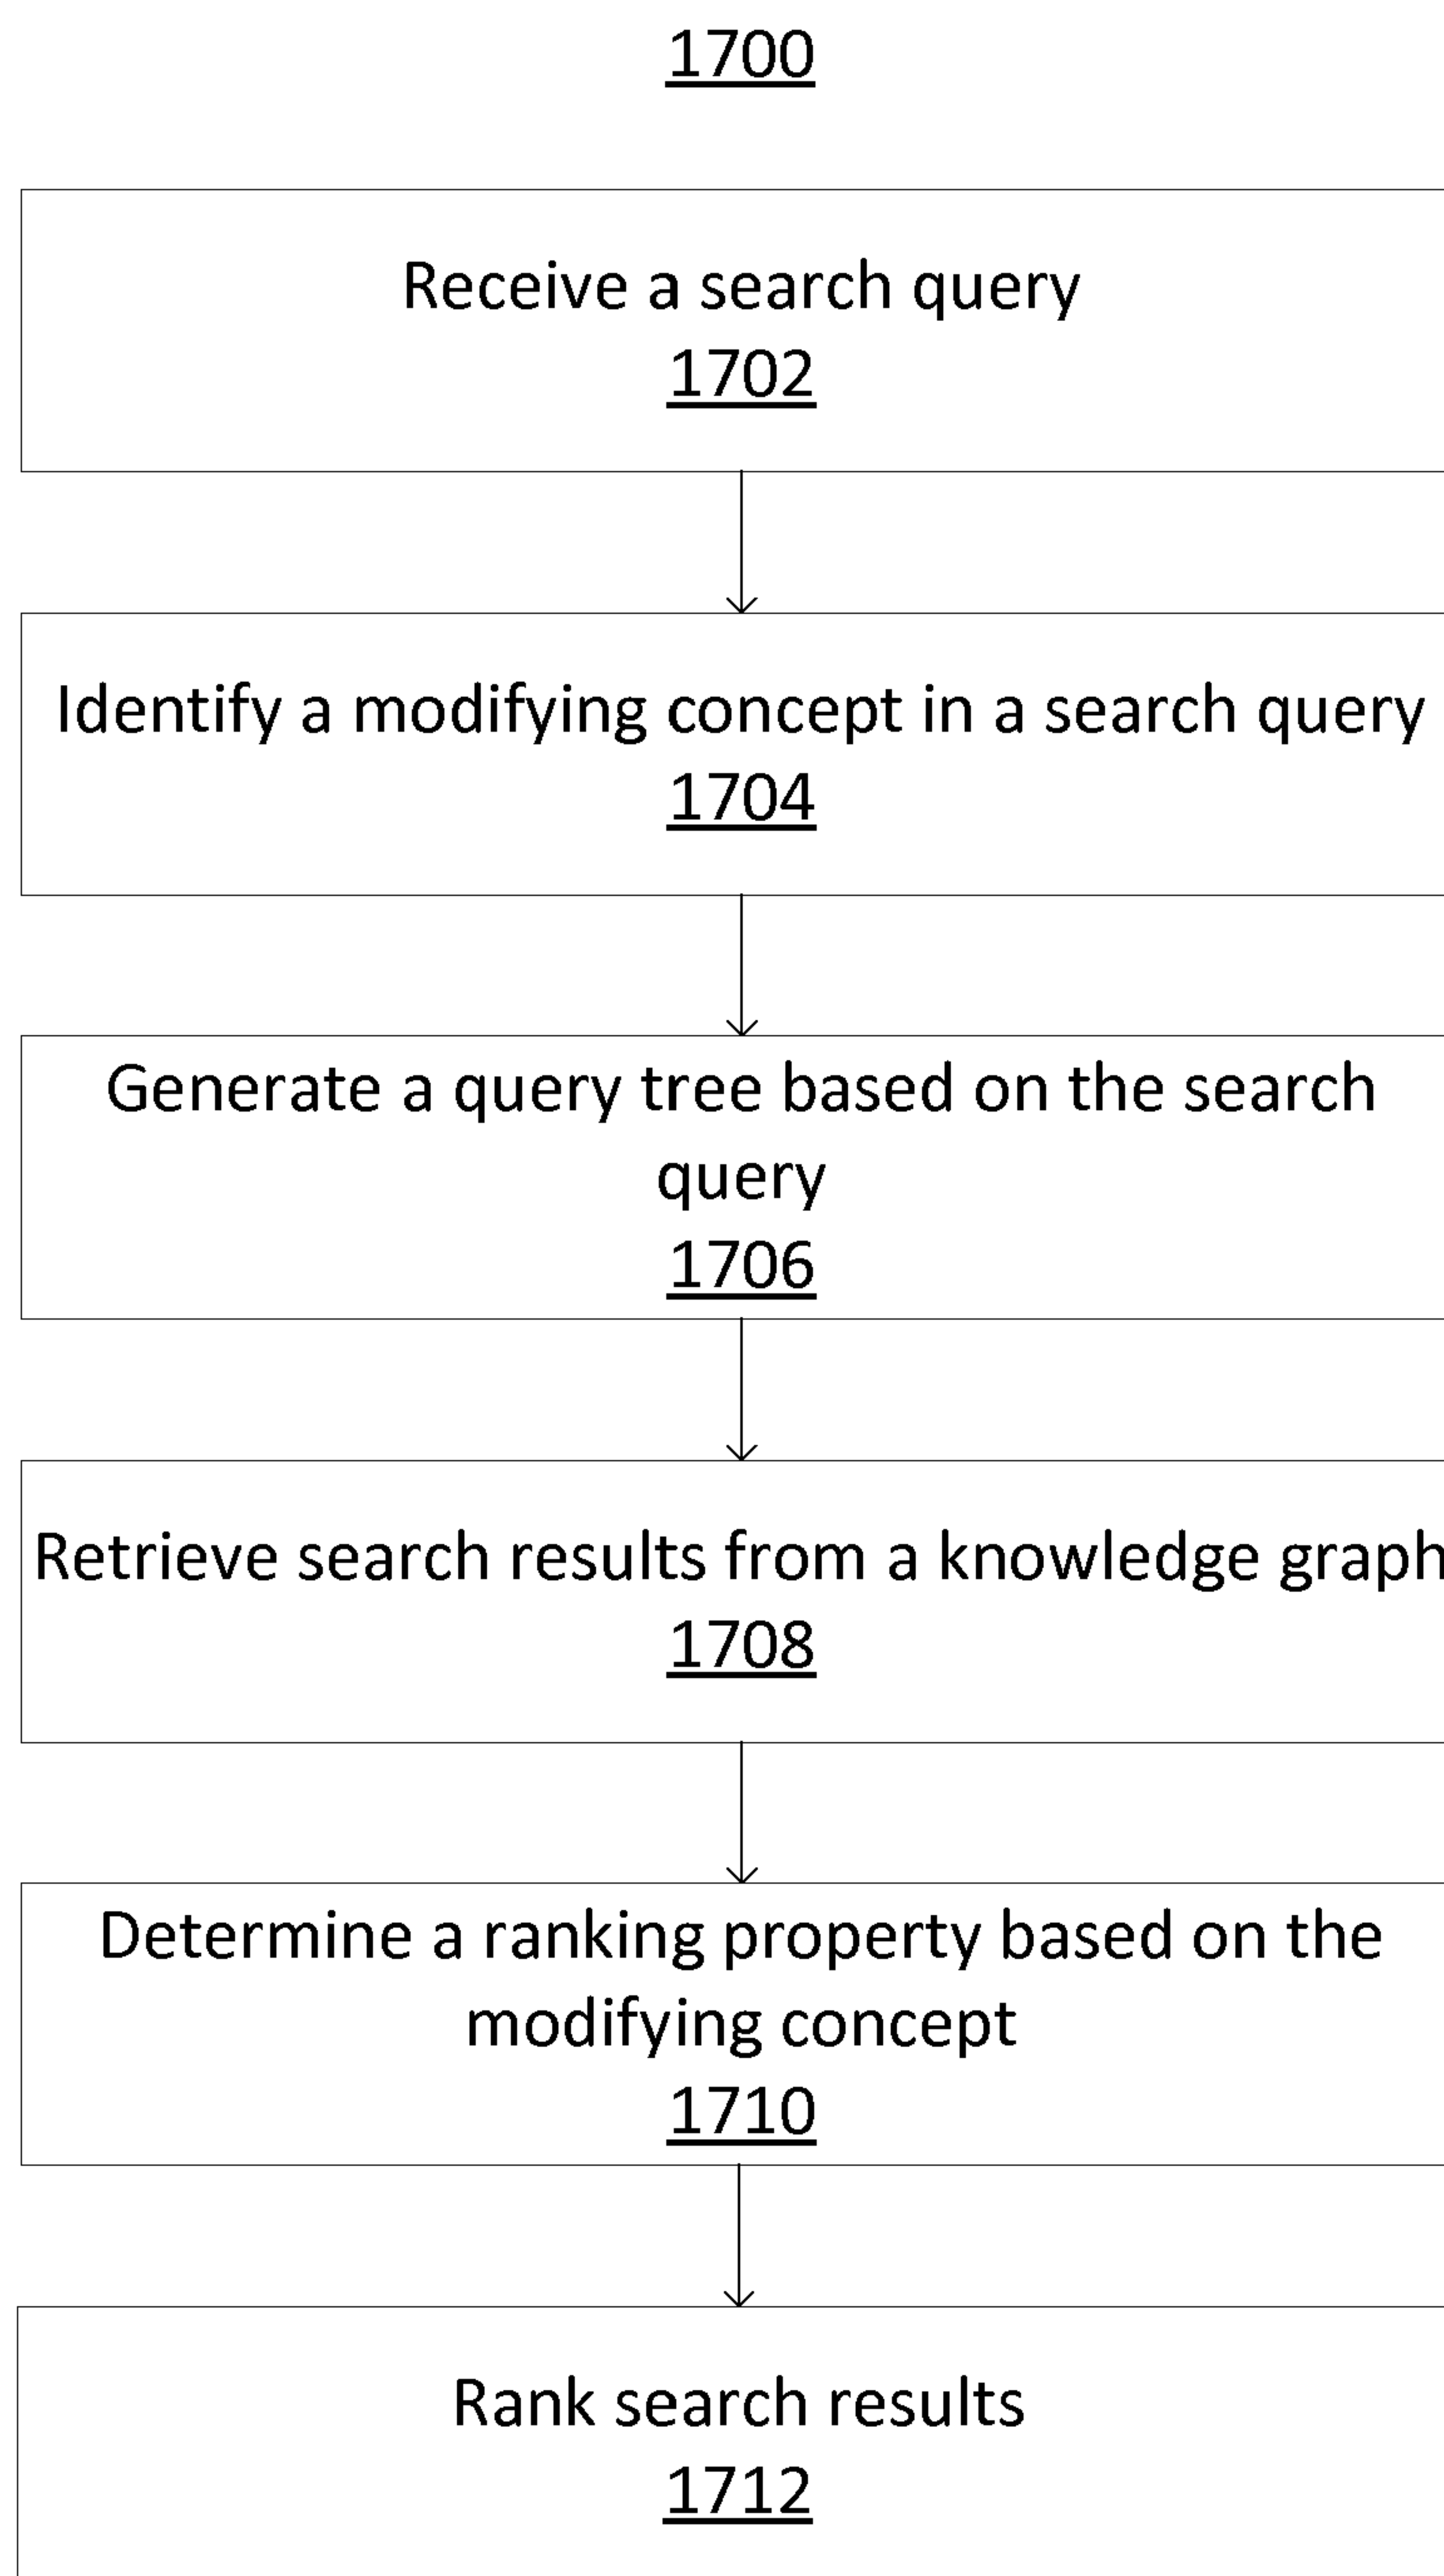 1700
Receive a search query
1702
Identify a modifying concept in a search query
1704
Generate a query tree based on the search
query
1706
Retrieve search results from a knowledge graph
1708
Determine a ranking property based on the
modifying concept
1710
Rank search results
1712